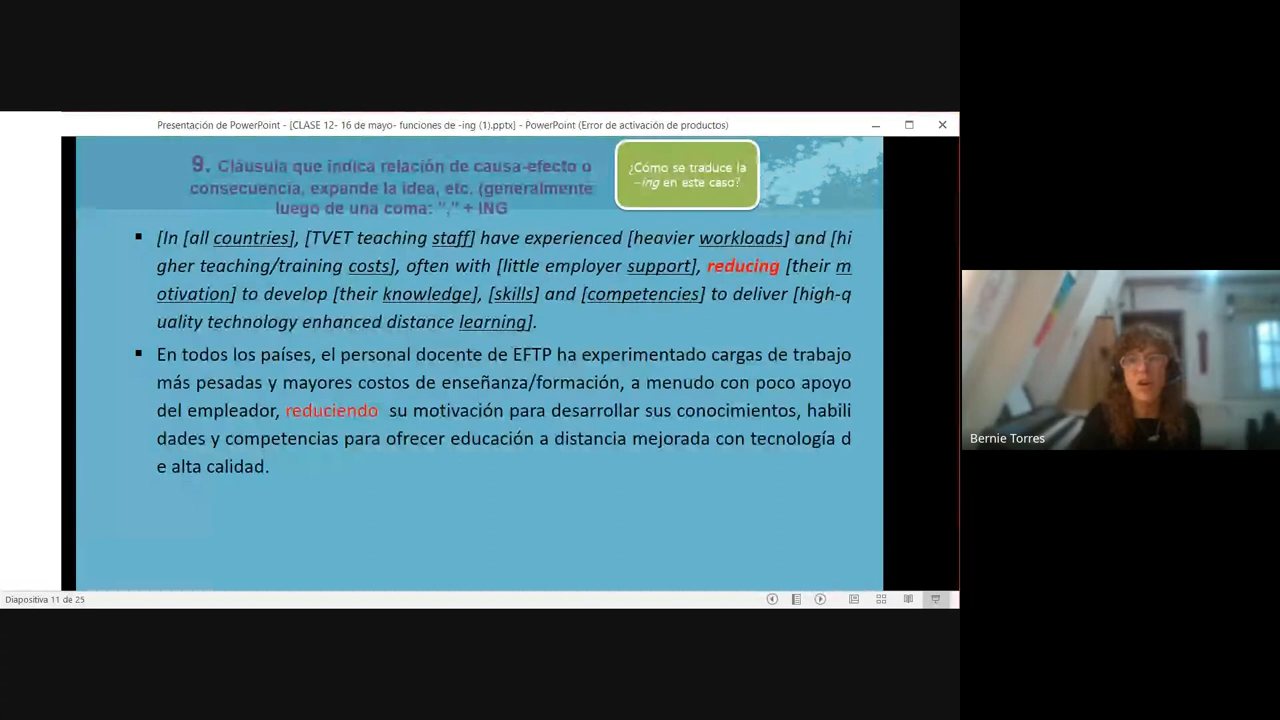 Presentación de PowerPoint - [CLASE 12- 16 de mayo- funciones de -ing (1).pptx] - PowerPoint (Error de activación de productos)
9. Cláusula que indica relación de causa-efecto o
consecuencia, expande la idea, etc. (generalmente
luego de una coma: "," + ING
¿Cómo se traduce la
–ing en este caso?
▪ [In [all countries], [TVET teaching staff] have experienced [heavier workloads] and [hi
gher teaching/training costs], often with [little employer support], reducing [their m
otivation] to develop [their knowledge], [skills] and [competencies] to deliver [high-q
uality technology enhanced distance learning].
▪ En todos los países, el personal docente de EFTP ha experimentado cargas de trabajo
más pesadas y mayores costos de enseñanza/formación, a menudo con poco apoyo
del empleador, reduciendo su motivación para desarrollar sus conocimientos, habili
dades y competencias para ofrecer educación a distancia mejorada con tecnología d
e alta calidad.
Bernie Torres
Diapositiva 11 de 25